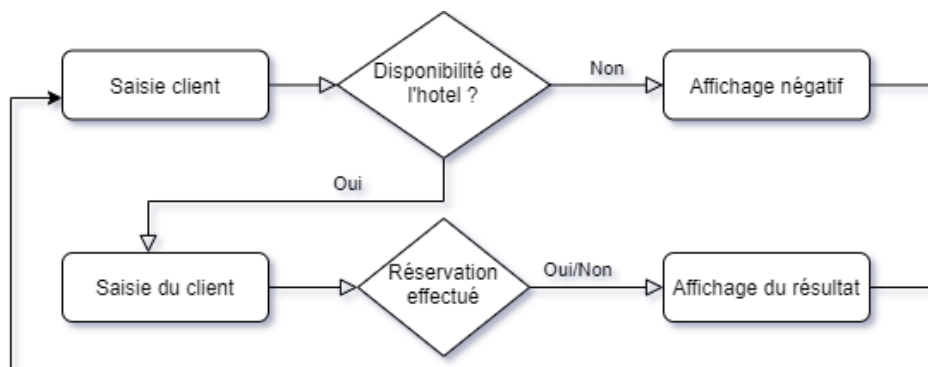 Saisie client
Disponibilité de
l'hotel ?
Non
Affichage négatif
Oui
Saisie du client
Réservation
effectué
Oui/Non
Affichage du résultat